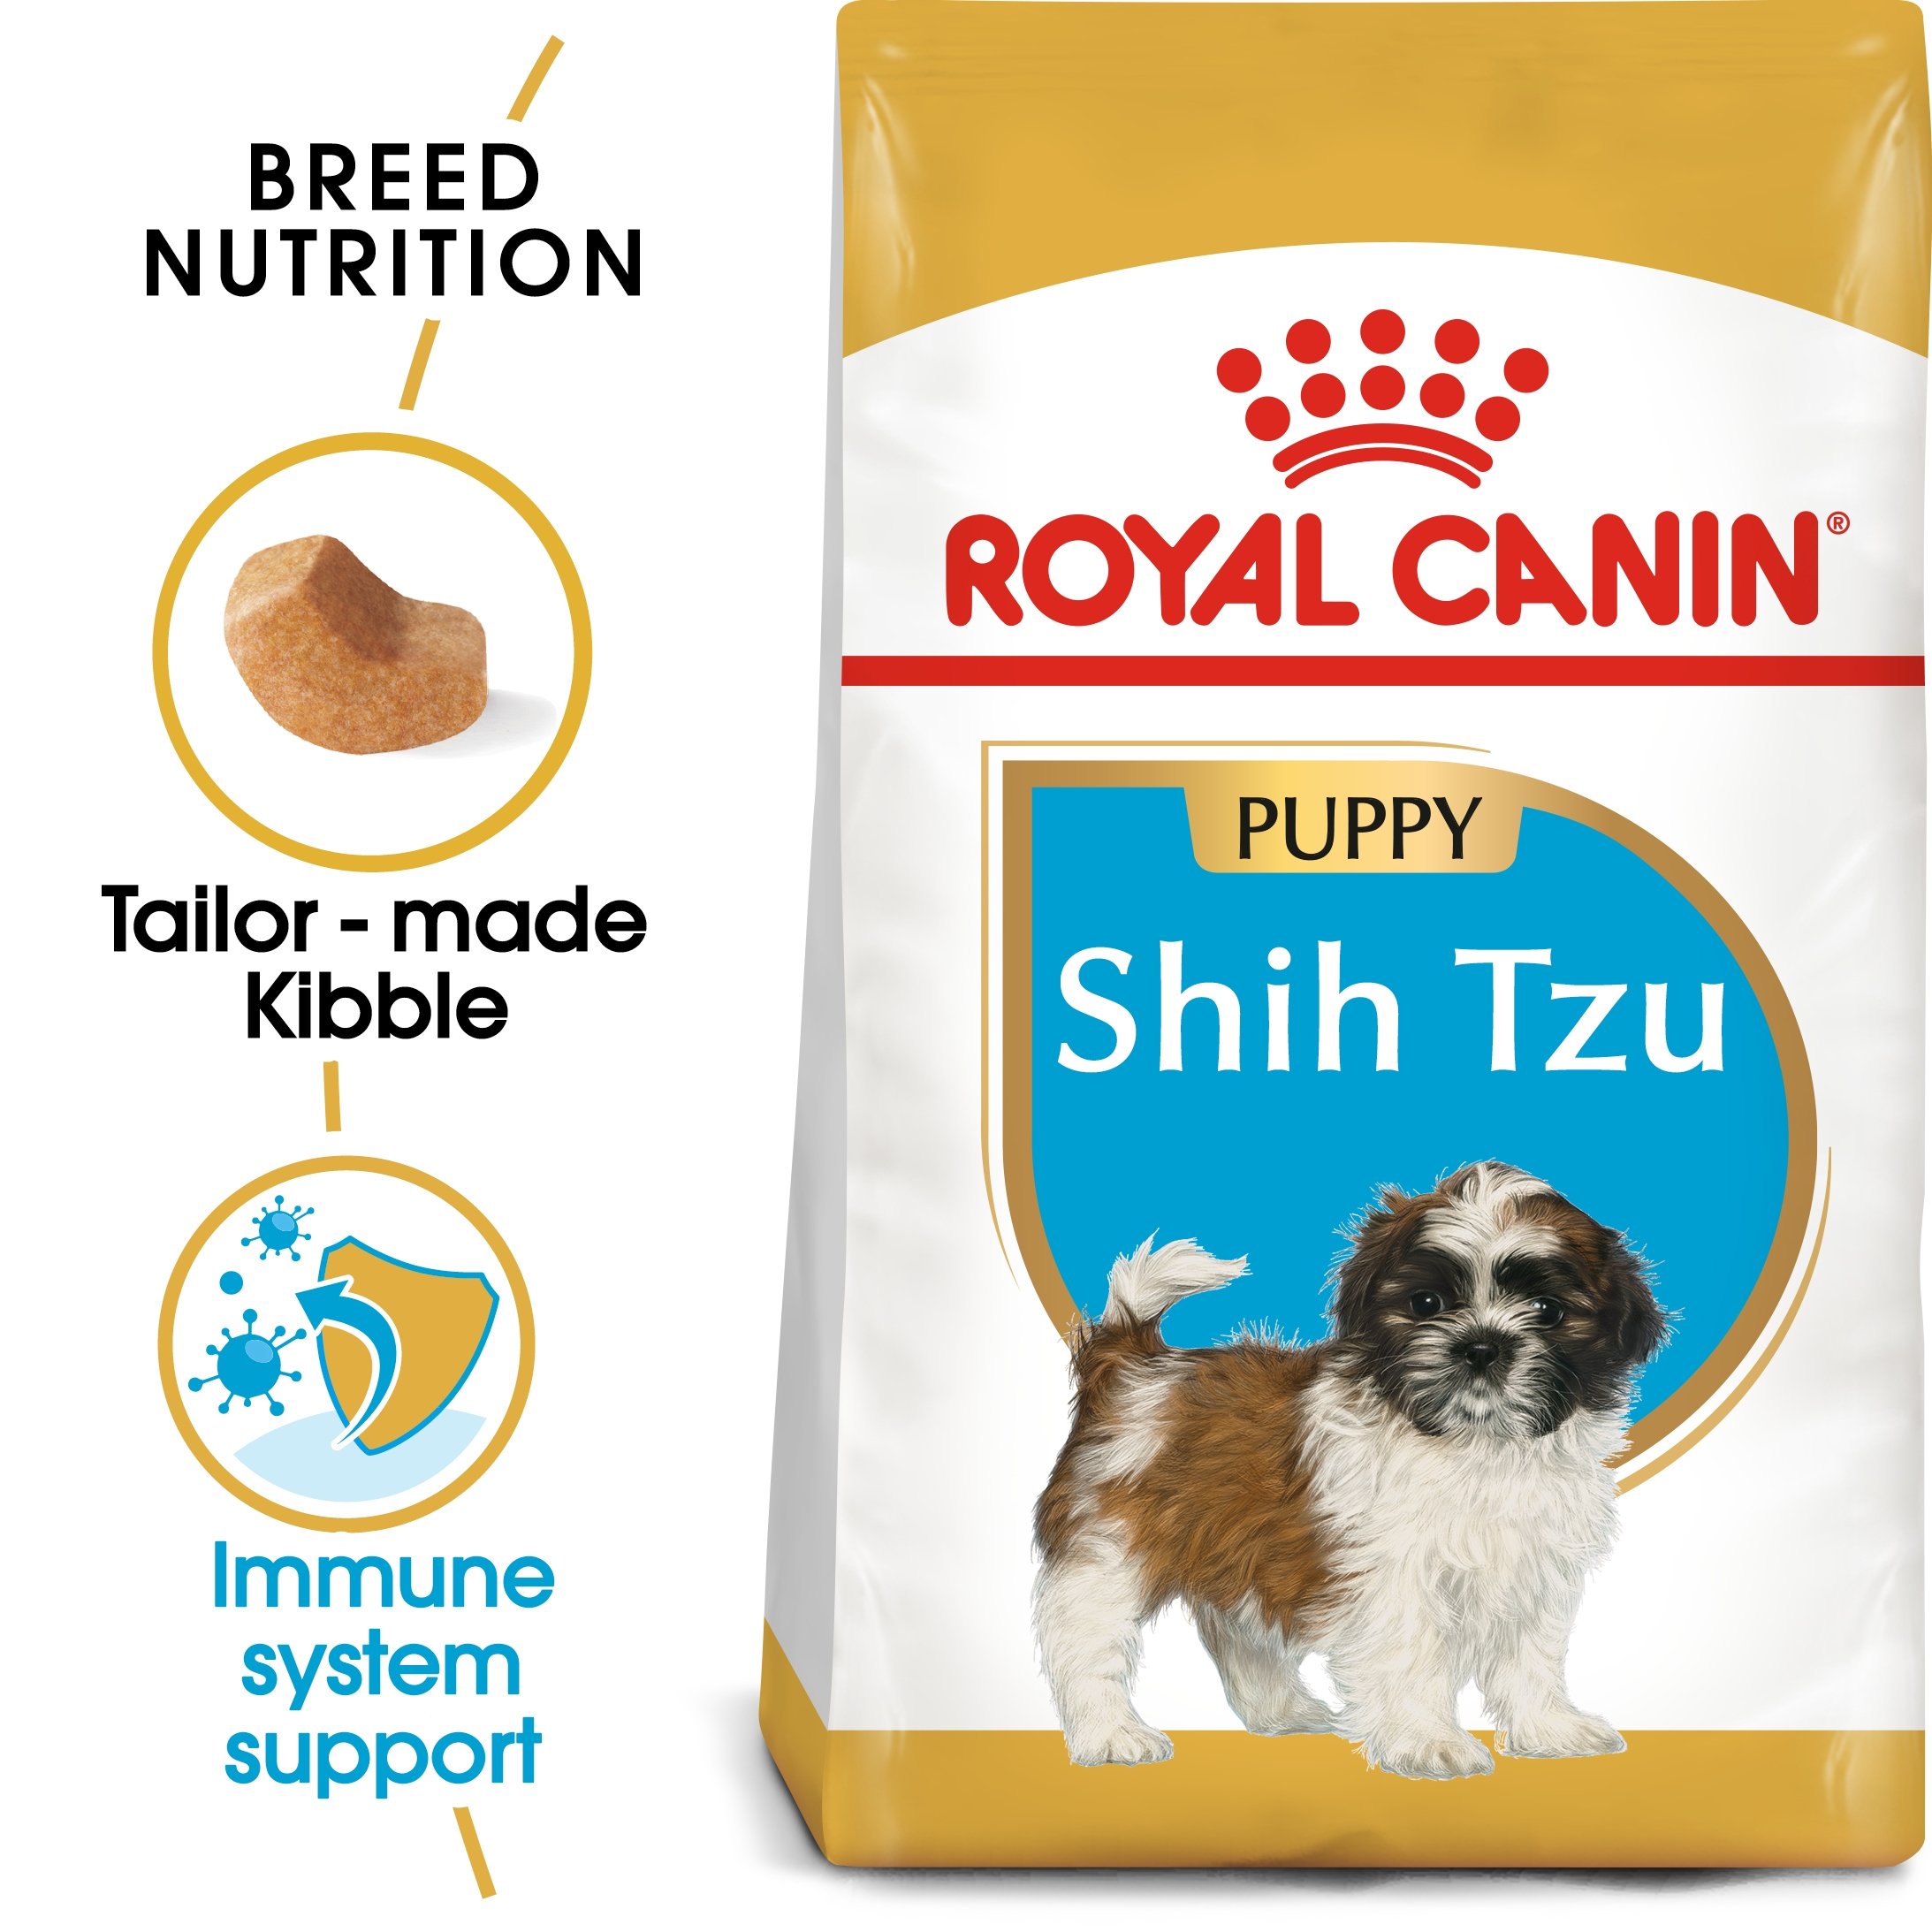 BREED
NUTRITION
Tailor - made
Kibble
Immune
system
support
ROYAL CANIN®
PUPPY
Shih Tzu